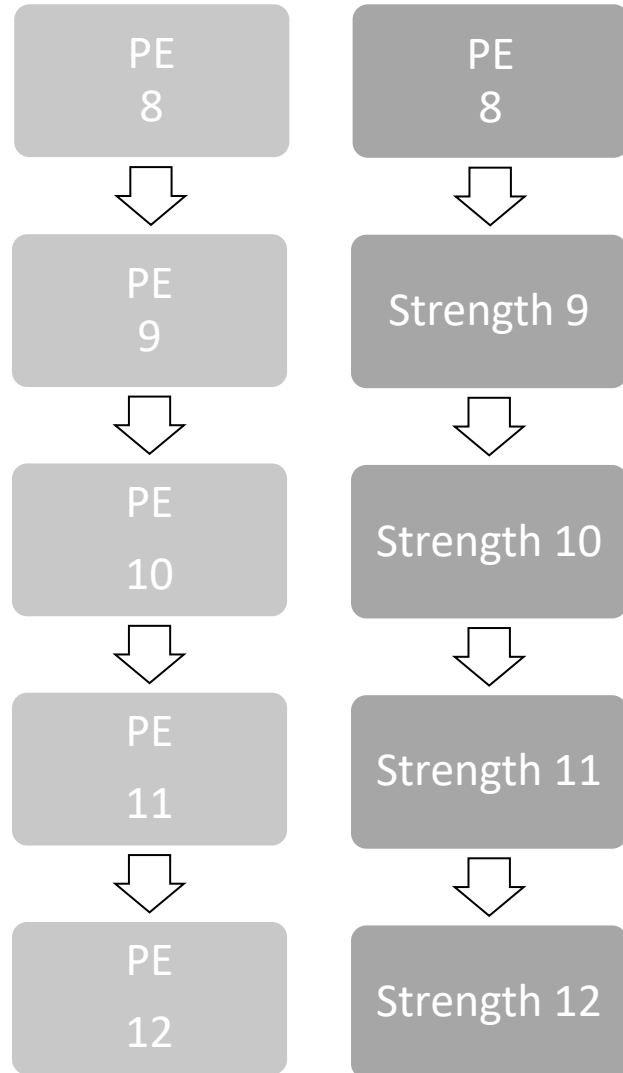 PE
8
PE
9
PE
10
PE
11
PE
12
PE
8
Strength 9
Strength 10
Strength 11
Strength 12